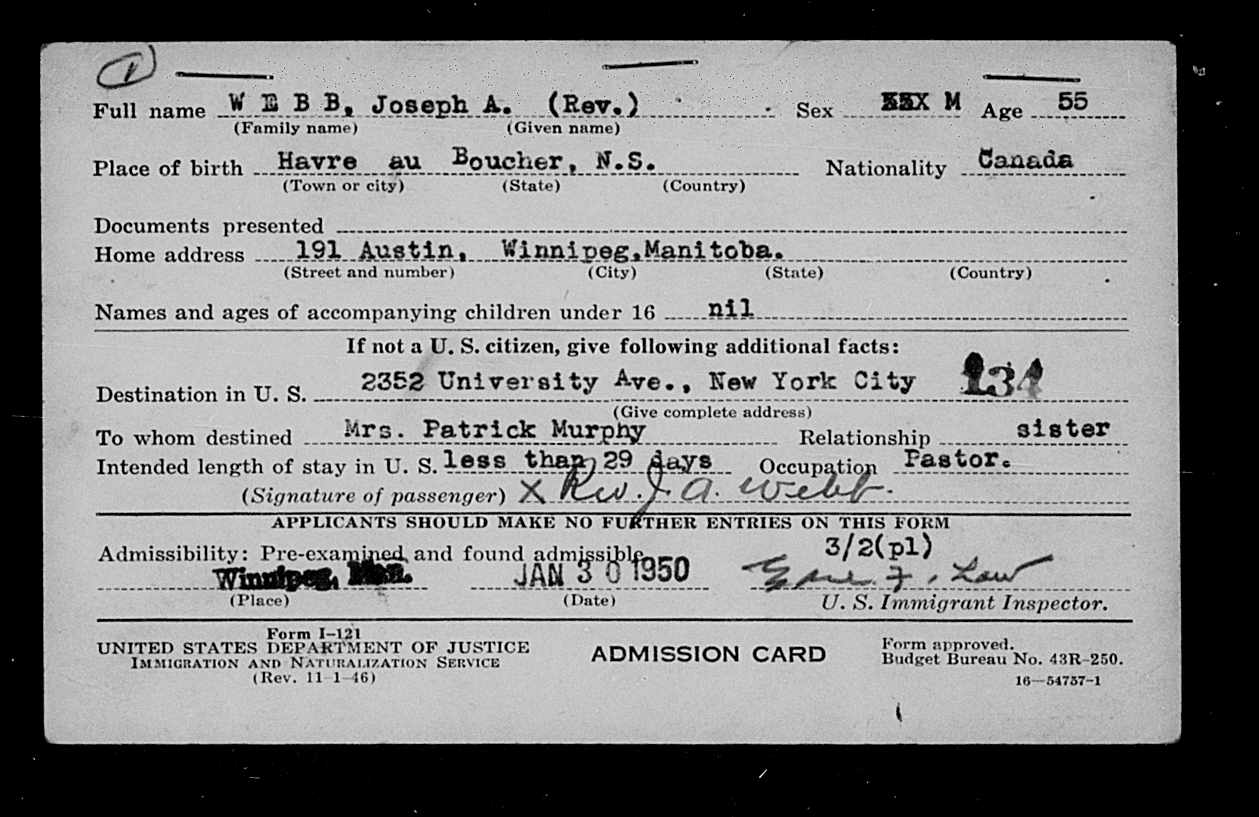 1
Full name W E B B, Joseph A. (Rev.) Sex M Age 55
(Family name) (Given name)
Place of birth Havre au Boucher, N.S. Nationality Canada
(Town or city) (State) (Country)
Documents presented
Home address 191 Austin, Winnipeg, Manitoba.
(Street and number) (City) (State) (Country)
Names and ages of accompanying children under 16 nil
If not a U. S. citizen, give following additional facts:
Destination in U. S. 2352 University Ave., New York City 134
(Give complete address)
To whom destined Mrs. Patrick Murphy Relationship sister
Intended length of stay in U. S. less than 29 days Occupation Pastor.
(Signature of passenger) X Rev. J. A. Webb.
APPLICANTS SHOULD MAKE NO FURTHER ENTRIES ON THIS FORM
Admissibility: Pre-examined and found admissible 3/2(pl)
Winnipeg, Man. JAN 30 1950
(Place) (Date) U. S. Immigrant Inspector.
Form I-121
UNITED STATES DEPARTMENT OF JUSTICE
IMMIGRATION AND NATURALIZATION SERVICE
(Rev. 11-1-46)
ADMISSION CARD
Form approved.
Budget Bureau No. 43R-250.
16—54757-1